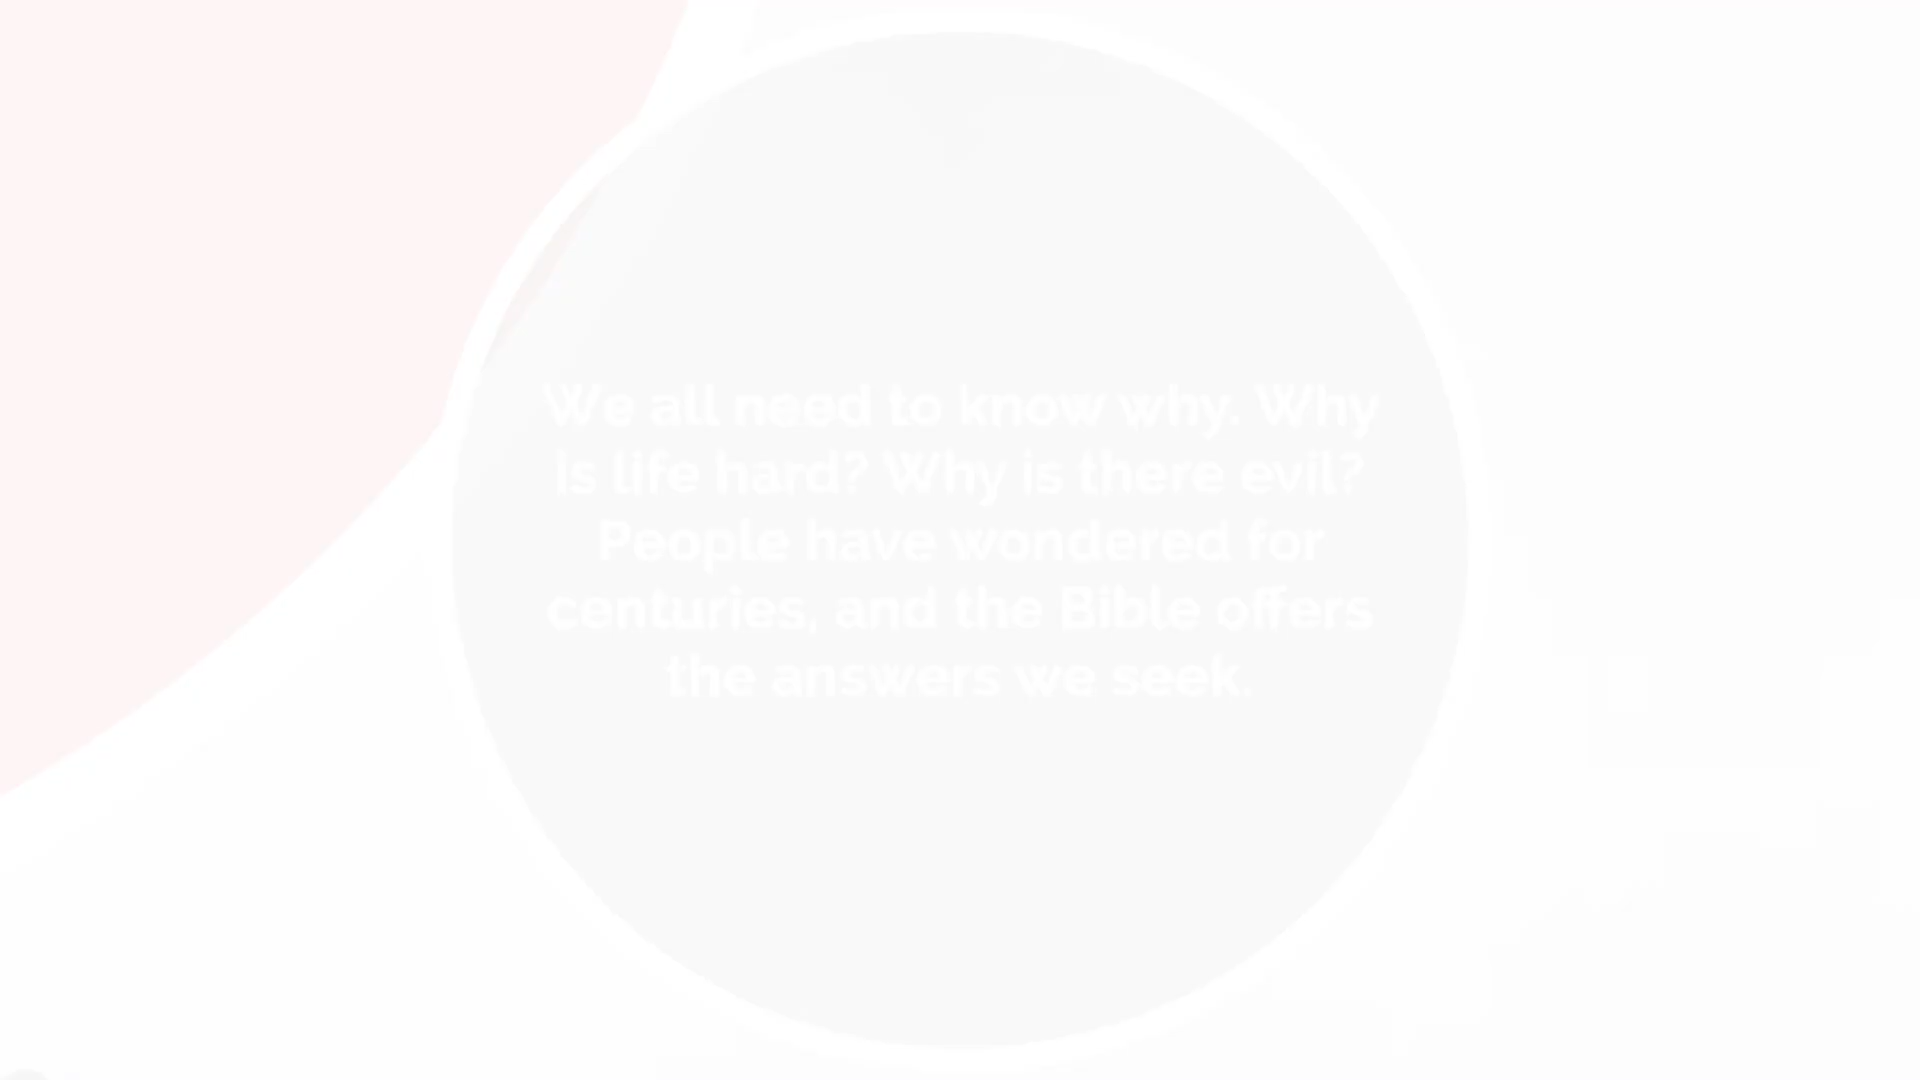 We all need to know why. Why
is life hard? Why is there evil?
People have wondered for
centuries, and the Bible offers
the answers we seek.